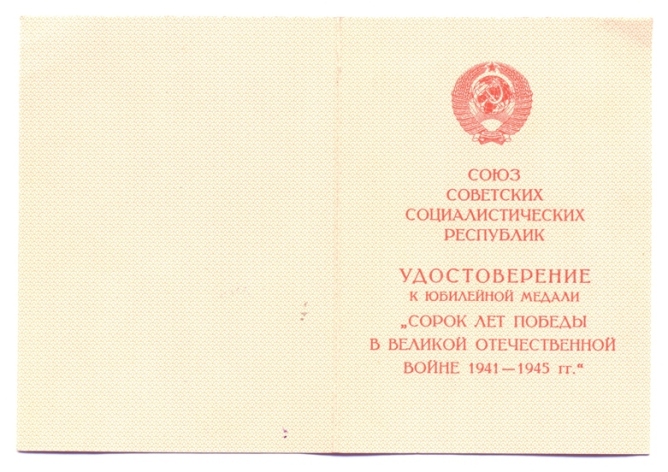 СОЮЗ
СОВЕТСКИХ
СОЦИАЛИСТИЧЕСКИХ
РЕСПУБЛИК
УДОСТОВЕРЕНИЕ
К ЮБИЛЕЙНОЙ МЕДАЛИ
„СОРОК ЛЕТ ПОБЕДЫ
В ВЕЛИКОЙ ОТЕЧЕСТВЕННОЙ
ВОЙНЕ 1941—1945 гг.“